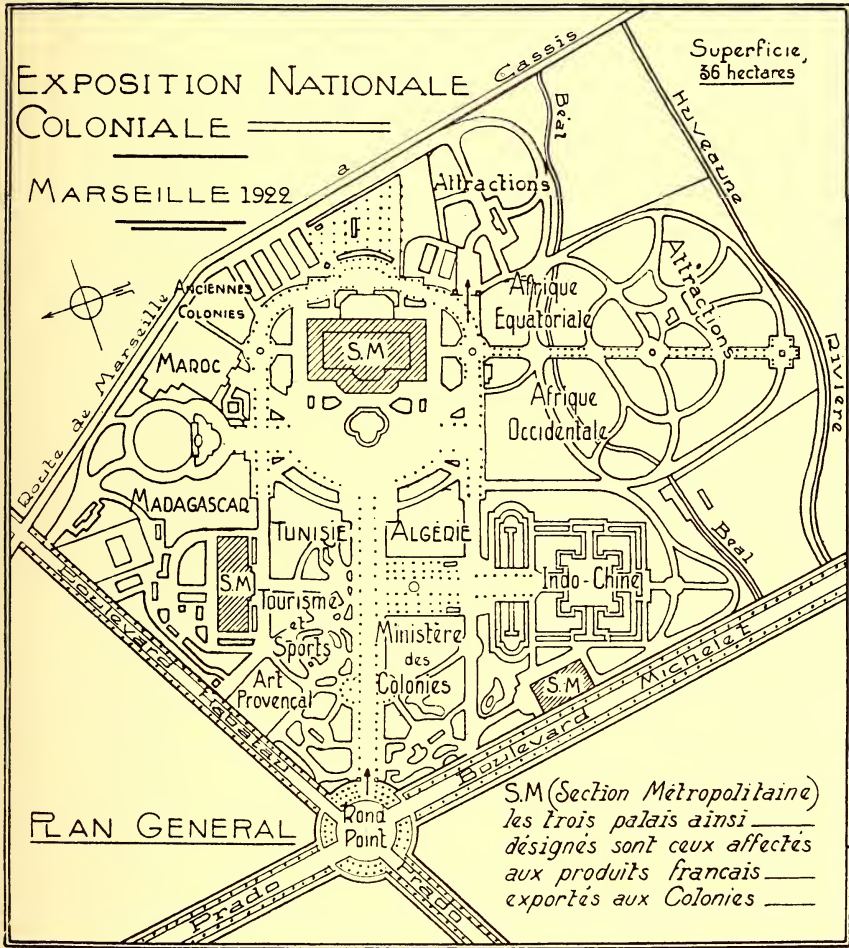 EXPOSITION NATIONALE
COLONIALE
MARSEILLE 1922
Superficie,
36 hectares
Route de Marseille a Cassis
Béal
Huveaune
Rivière
N
Attractions
Attractions
ANCIENNES
COLONIES
Afrique
Equatoriale
S.M
MAROC
Afrique
Occidentale
MADAGASCAR
TUNISIE
ALGÉRIE
Béal
S.M
Indo-Chine
Tourisme
et
Sports
Ministère
des
Colonies
Art
Provençal
S.M
Boulevard Rabatau
Boulevard Michelet
Rond
Point
Prado
Prado
PLAN GENERAL
S.M (Section Métropolitaine)
les trois palais ainsi
désignés sont ceux affectés
aux produits francais
exportés aux Colonies